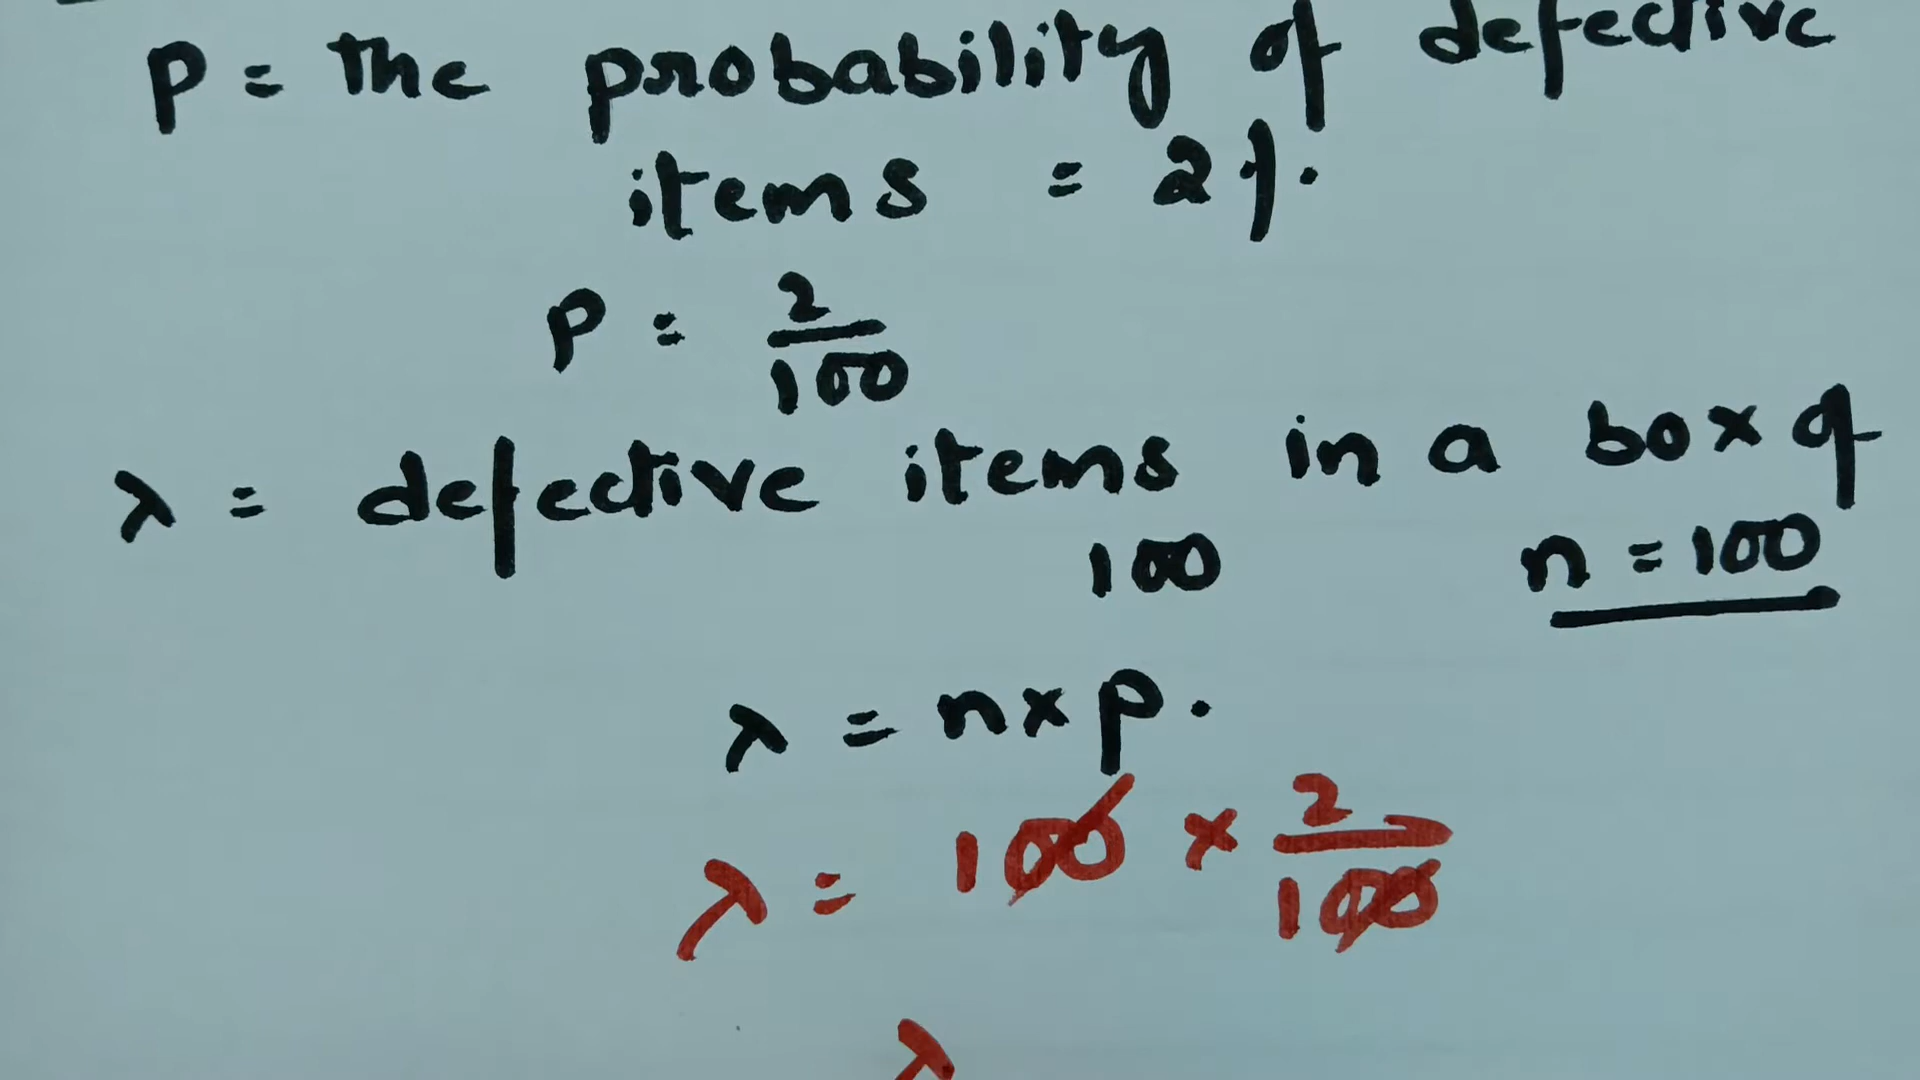 P = The probability of defective
items = 2%.
P = 2/100
λ = defective items in a box of
100 n = 100
λ = n x p.
λ = 100 x 2/100
λ